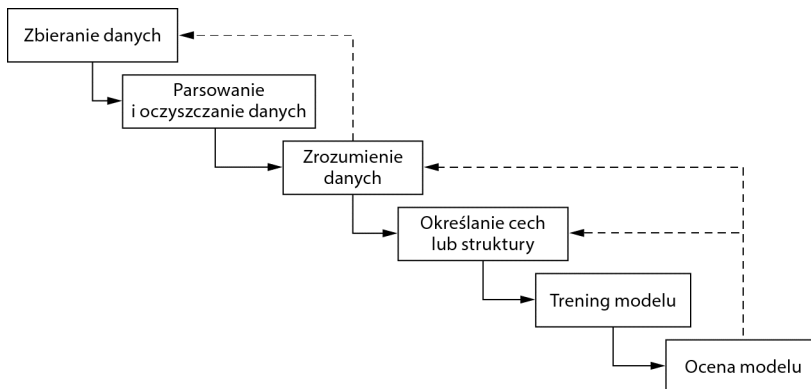 Zbieranie danych
Parsowanie
i oczyszczanie danych
Zrozumienie
danych
Określanie cech
lub struktury
Trening modelu
Ocena modelu